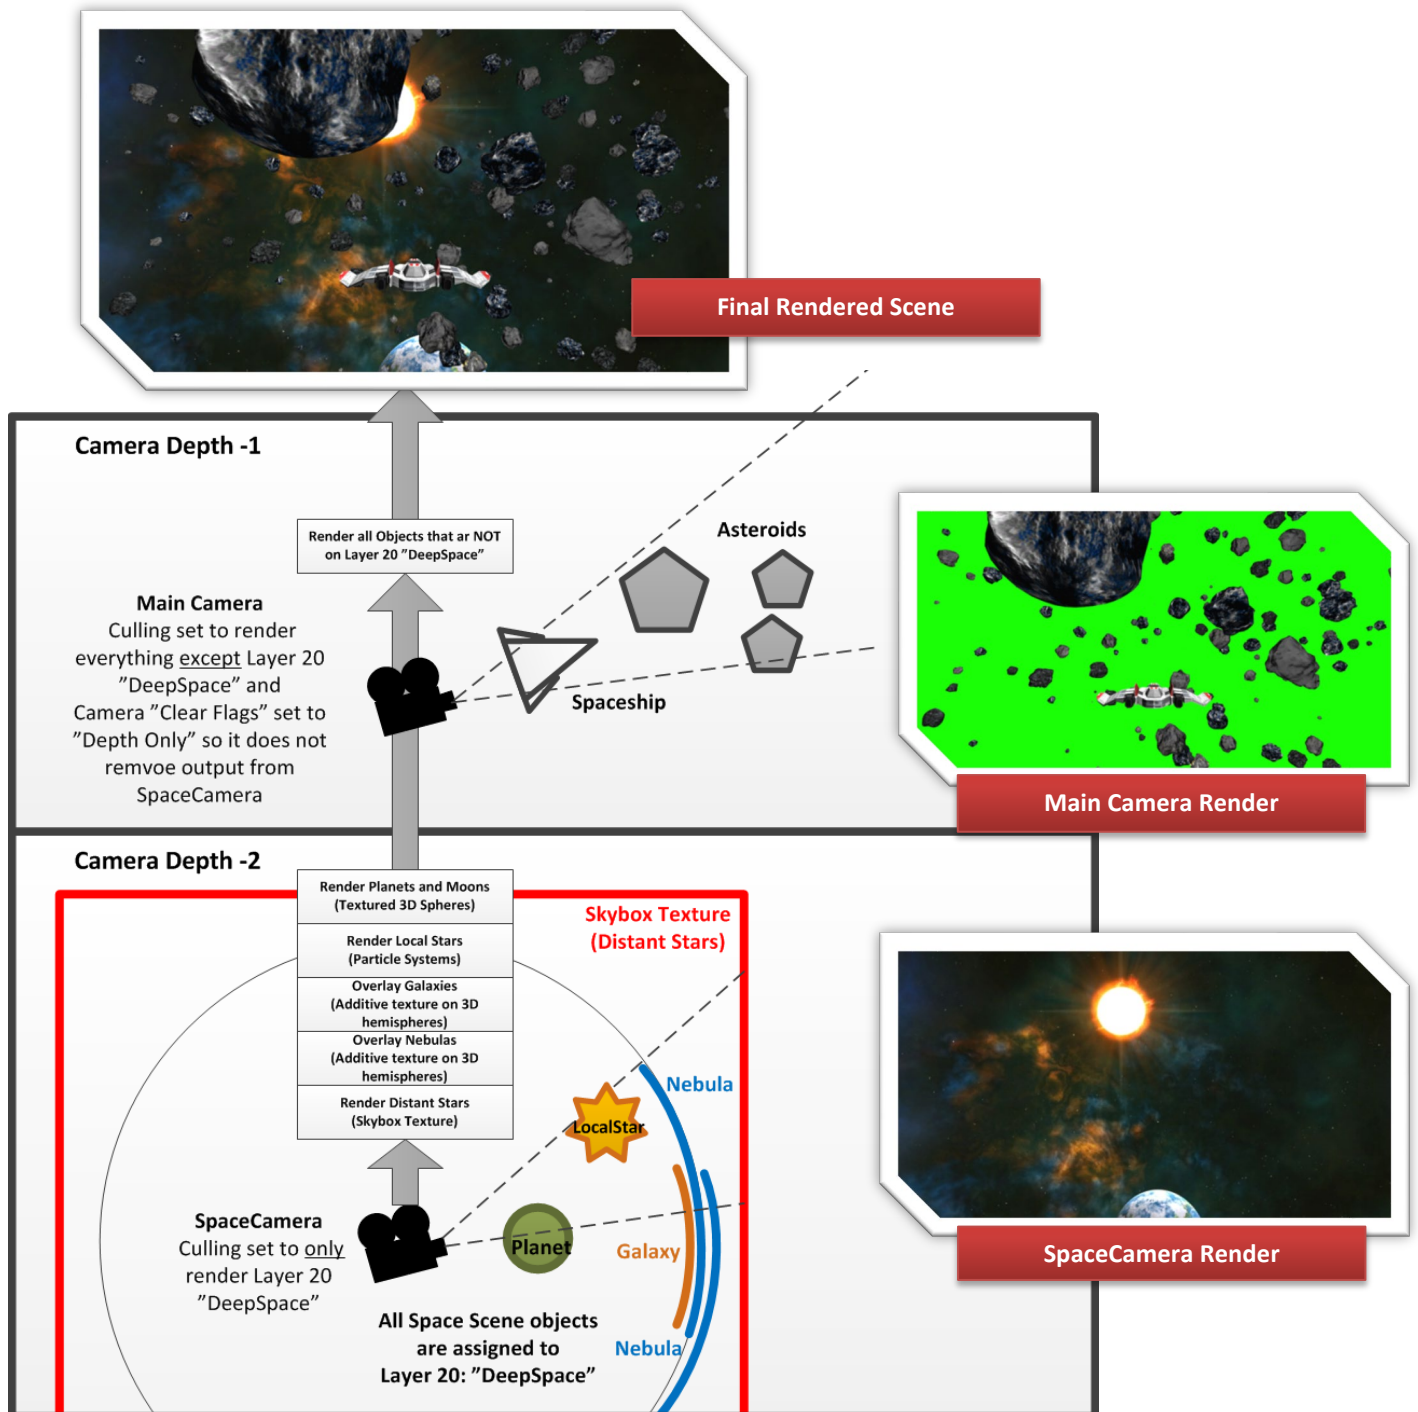 Final Rendered Scene
Camera Depth -1
Render all Objects that ar NOT
on Layer 20 ”DeepSpace”
Asteroids
Main Camera
Culling set to render
everything except Layer 20
”DeepSpace” and
Camera ”Clear Flags” set to
”Depth Only” so it does not
remvoe output from
SpaceCamera
Spaceship
Main Camera Render
Camera Depth -2
Render Planets and Moons
(Textured 3D Spheres)
Render Local Stars
(Particle Systems)
Overlay Galaxies
(Additive texture on 3D
hemispheres)
Overlay Nebulas
(Additive texture on 3D
hemispheres)
Render Distant Stars
(Skybox Texture)
Skybox Texture
(Distant Stars)
Nebula
LocalStar
SpaceCamera
Culling set to only
render Layer 20
”DeepSpace”
Planet
Galaxy
Nebula
All Space Scene objects
are assigned to
Layer 20: ”DeepSpace”
SpaceCamera Render